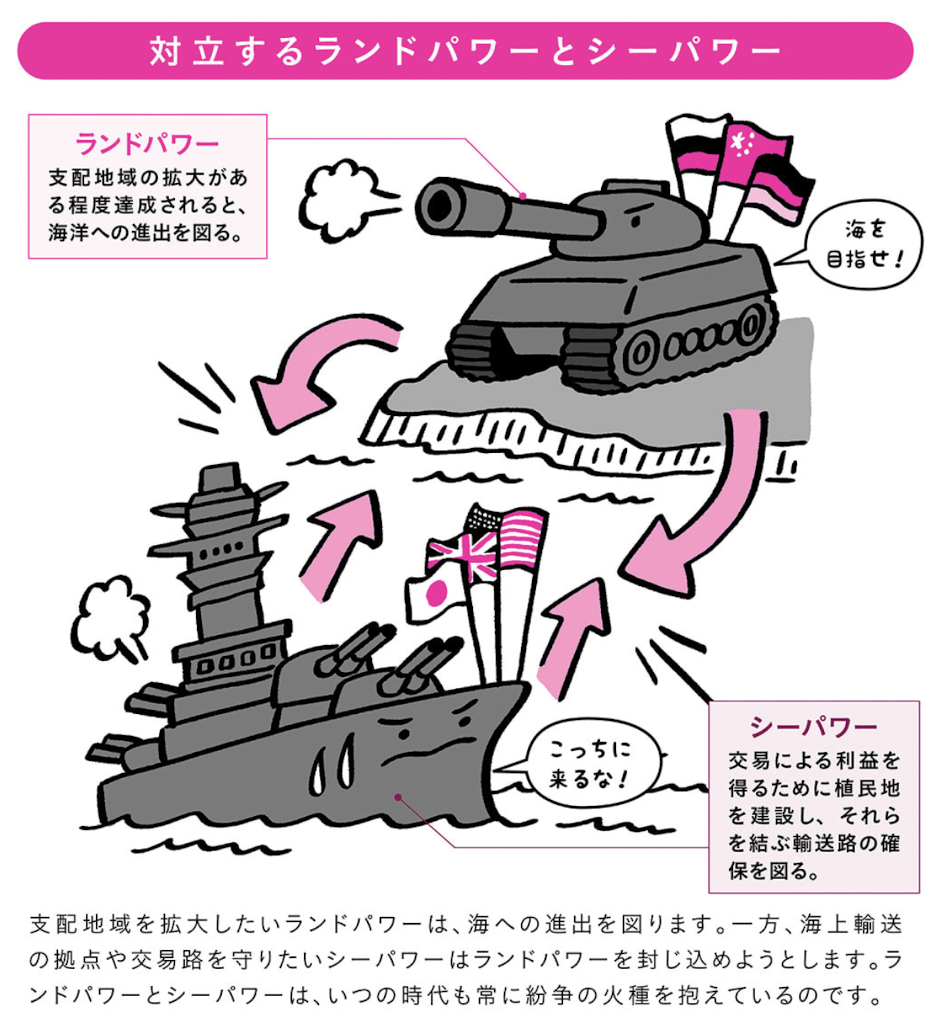 対立するランドパワーとシーパワー
ランドパワー
支配地域の拡大があ
る程度達成されると、
海洋への進出を図る。
海を
目指せ！
こっちに
来るな！
シーパワー
交易による利益を
得るために植民地
を建設し、それら
を結ぶ輸送路の確
保を図る。
支配地域を拡大したいランドパワーは、海への進出を図ります。一方、海上輸送
の拠点や交易路を守りたいシーパワーはランドパワーを封じ込めようとします。ラ
ンドパワーとシーパワーは、いつの時代も常に紛争の火種を抱えているのです。